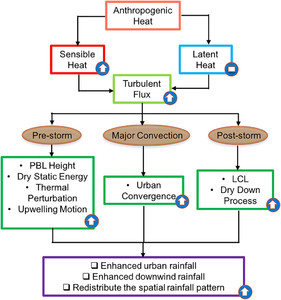 Anthropogenic
Heat
Sensible
Heat
Latent
Heat
Turbulent
Flux
Pre-storm
Major Convection
Post-storm
• PBL Height
• Dry Static Energy
• Thermal
Perturbation
• Upwelling Motion
• Urban
Convergence
• LCL
• Dry Down
Process
❑ Enhanced urban rainfall
❑ Enhanced downwind rainfall
❑ Redistribute the spatial rainfall pattern